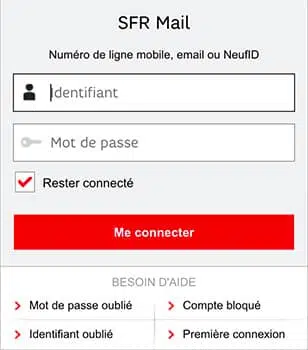 SFR Mail
Numéro de ligne mobile, email ou NeufID
Identifiant
Mot de passe
Rester connecté
Me connecter
BESOIN D'AIDE
Mot de passe oublié
Compte bloqué
Identifiant oublié
Première connexion